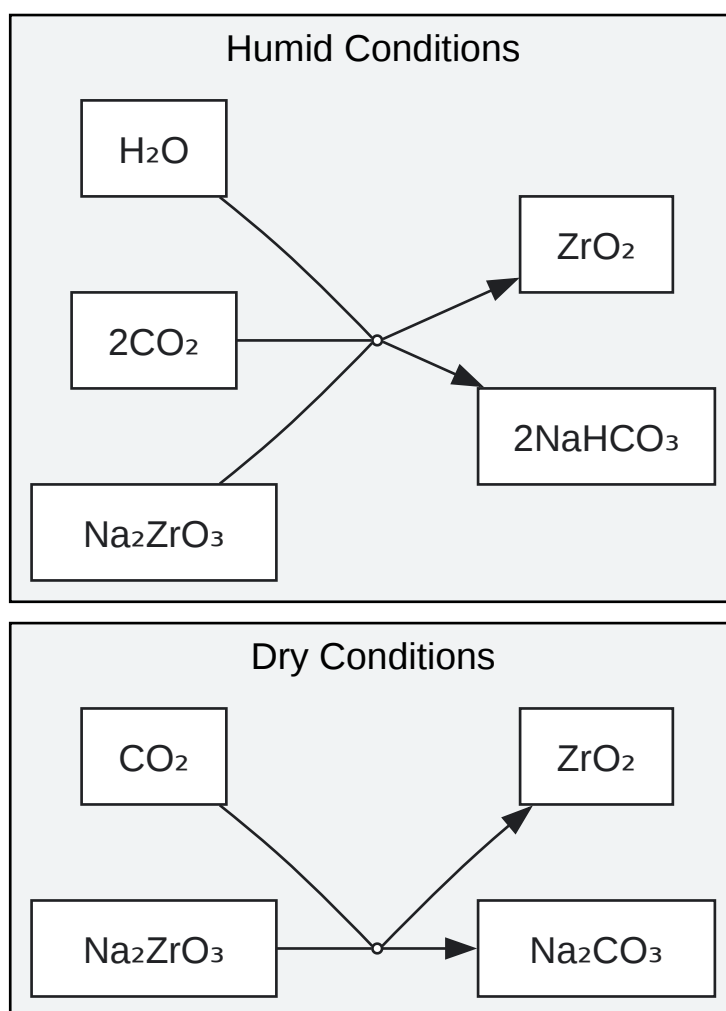 Humid Conditions
H₂O
ZrO₂
2CO₂
2NaHCO₃
Na₂ZrO₃
Dry Conditions
CO₂
ZrO₂
Na₂ZrO₃
Na₂CO₃